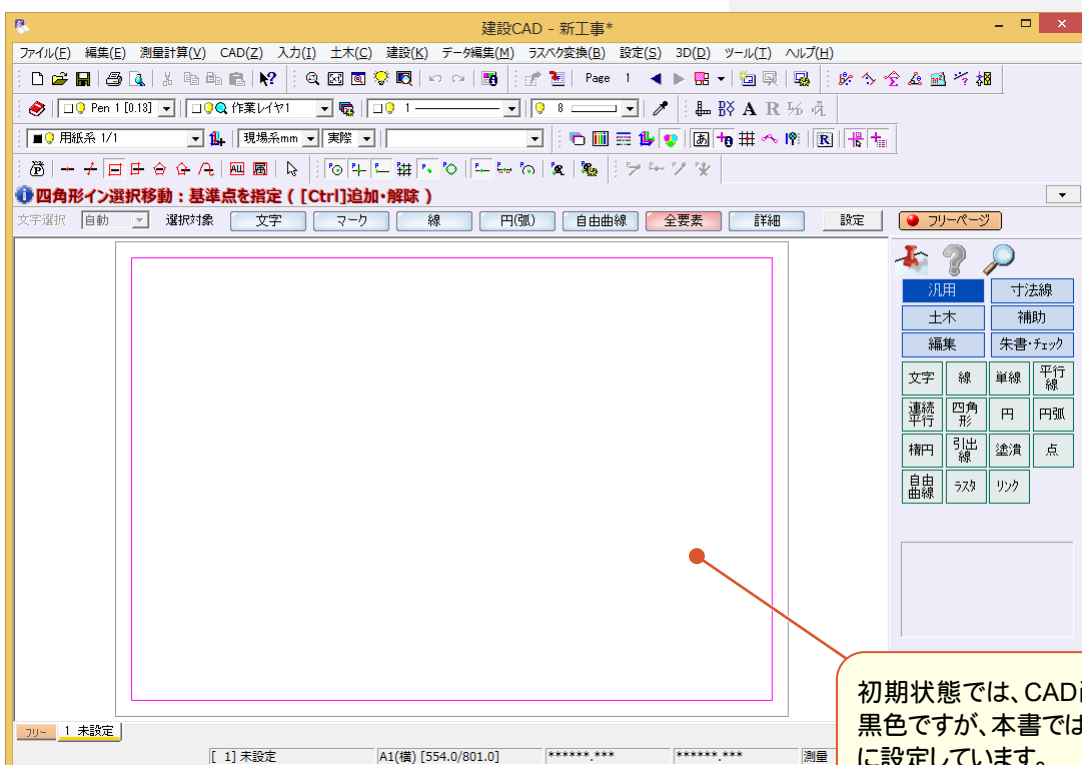 建設CAD - 新工事*
ファイル(F) 編集(E) 測量計算(V) CAD(Z) 入力(I) 土木(C) 建設(K) データ編集(M) ラスベク変換(B) 設定(S) 3D(D) ツール(T) ヘルプ(H)
Page 1
Pen 1 [0.13] 作業レイヤ1 1 8
用紙系 1/1 現場系mm 実際
四角形イン選択移動：基準点を指定 ( [Ctrl]追加・解除 )
文字選択 自動 選択対象 文字 マーク 線 円(弧) 自由曲線 全要素 詳細 設定 フリーページ
汎用 寸法線
土木 補助
編集 朱書・チェック
文字 線 単線 平行線
連続平行 四角形 円 円弧
楕円 引出線 塗潰 点
自由曲線 ラスタ リンク
初期状態では、CAD
黒色ですが、本書では
に設定しています。
フリー 1 未設定
[ 1] 未設定 A1(横) [554.0/801.0] ******.*** ******.*** 測量